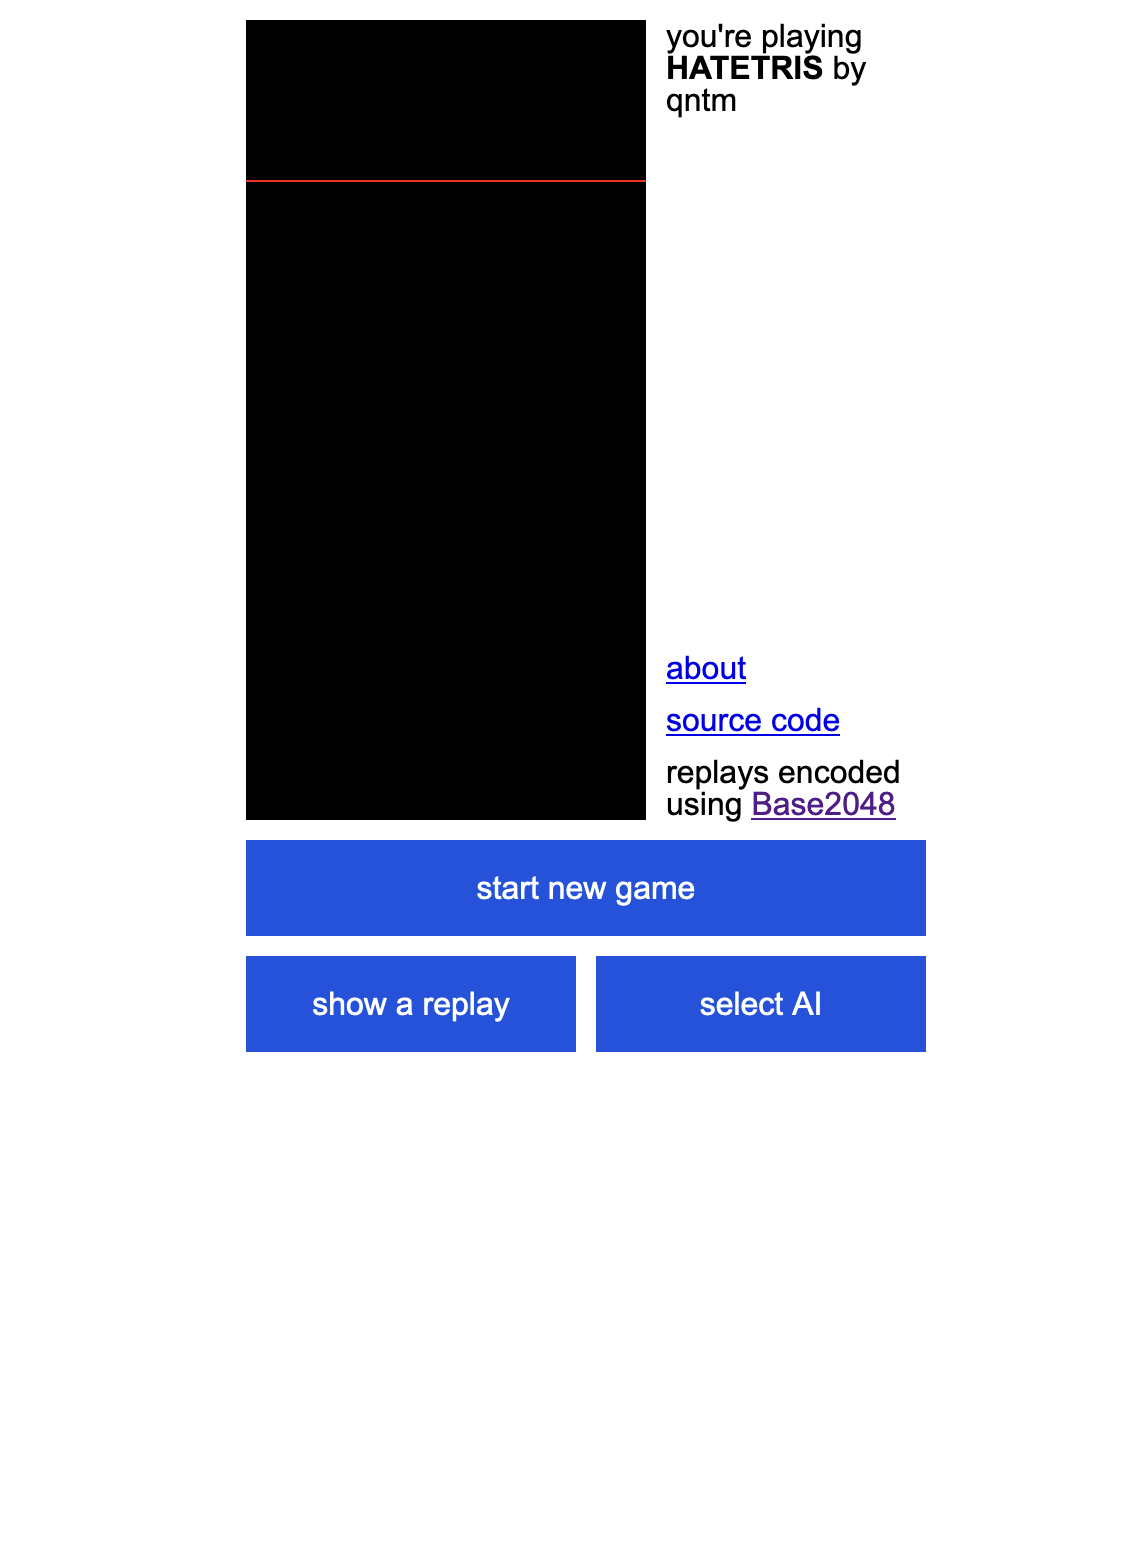 you're playing
HATETRIS by
qntm
about
source code
replays encoded
using Base2048
start new game
show a replay
select AI